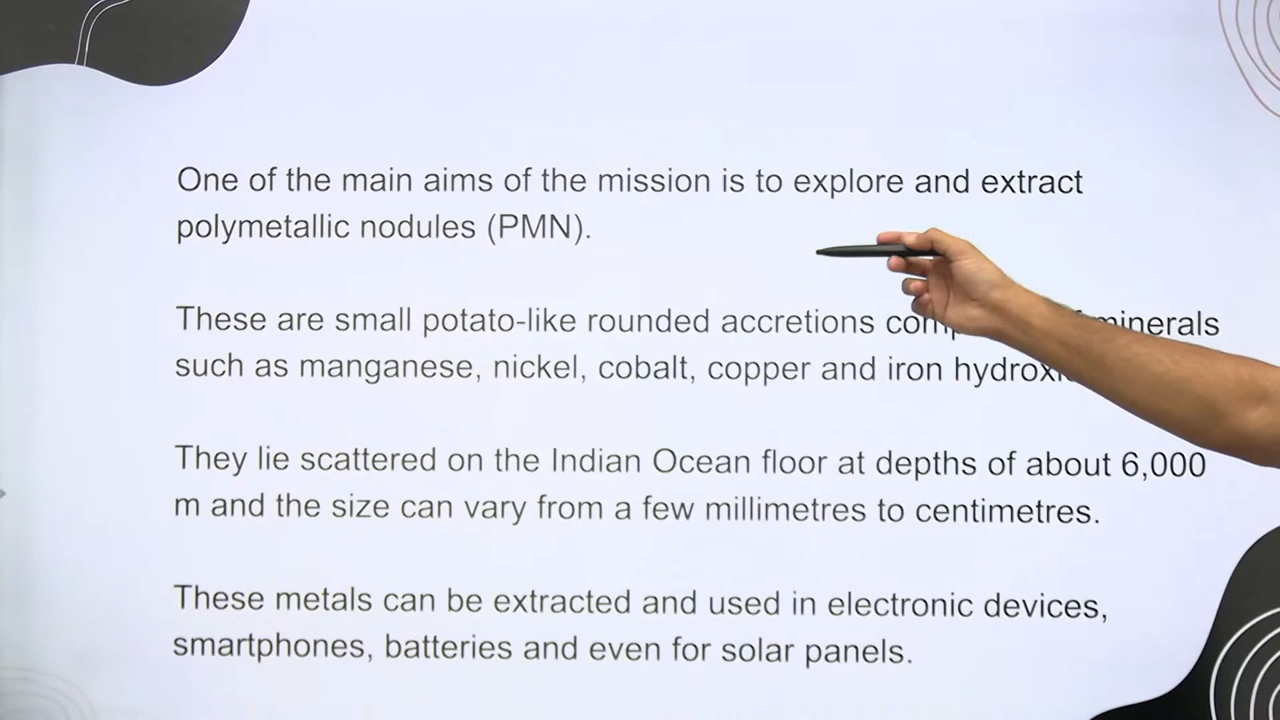 One of the main aims of the mission is to explore and extract
polymetallic nodules (PMN).
These are small potato-like rounded accretions minerals
such as manganese, nickel, cobalt, copper and iron
They lie scattered on the Indian Ocean floor at depths of about 6,000
m and the size can vary from a few millimetres to centimetres.
These metals can be extracted and used in electronic devices,
smartphones, batteries and even for solar panels.